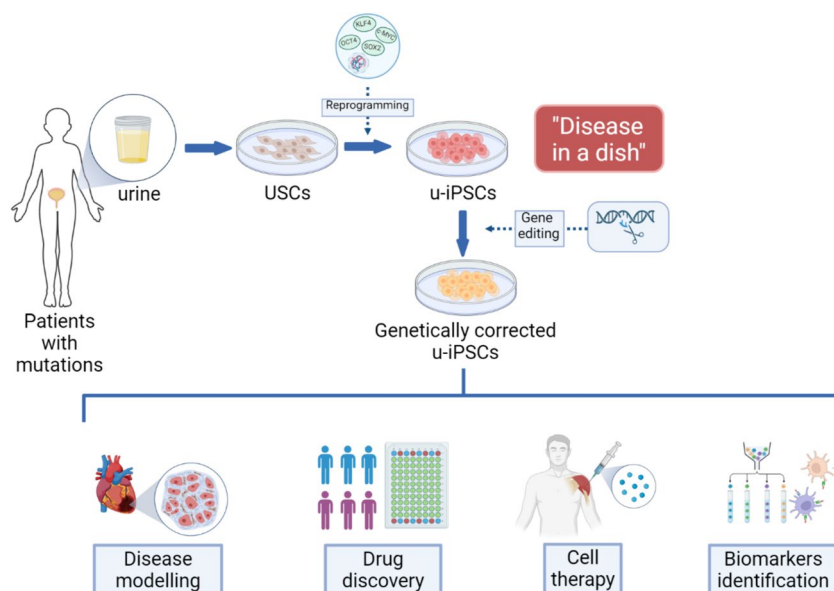 KLF4
c-MYC
OCT4
SOX2
Reprogramming
"Disease
in a dish"
urine
USCs
u-iPSCs
Gene
editing
Patients
with
mutations
Genetically corrected
u-iPSCs
Disease
modelling
Drug
discovery
Cell
therapy
Biomarkers
identification